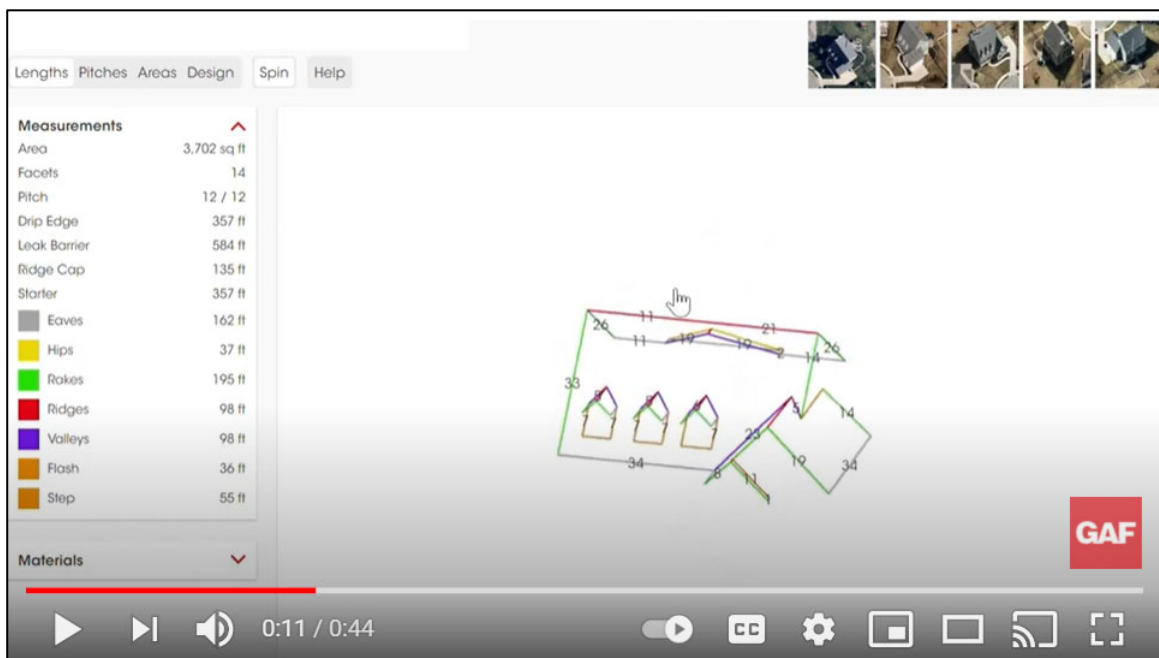 Lengths Pitches Areas Design Spin Help
Measurements
Area 3,702 sq ft
Facets 14
Pitch 12 / 12
Drip Edge 357 ft
Leak Barrier 584 ft
Ridge Cap 135 ft
Starter 357 ft
Eaves 162 ft
Hips 37 ft
Rakes 195 ft
Ridges 98 ft
Valleys 98 ft
Flash 36 ft
Step 55 ft
Materials
11
21
26
11
19
19
2
14
26
33
5
14
23
34
19
34
8
11
1
GAF
0:11 / 0:44
CC